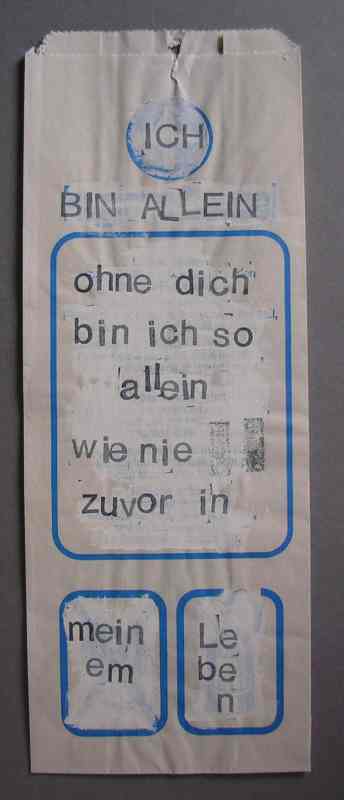 ICH
BIN ALLEIN
ohne dich
bin ich so
allein
wie nie
zuvor in
mein
em
Le
be
n